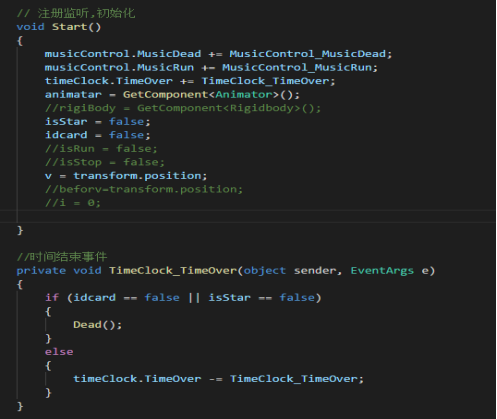 // 注册监听,初始化
void Start()
{
musicControl.MusicDead += MusicControl_MusicDead;
musicControl.MusicRun += MusicControl_MusicRun;
timeClock.TimeOver += TimeClock_TimeOver;
animatar = GetComponent<Animator>();
//rigiBody = GetComponent<Rigidbody>();
isStar = false;
idcard = false;
//isRun = false;
//isStop = false;
v = transform.position;
//beforv=transform.position;
//i = 0;
}
//时间结束事件
private void TimeClock_TimeOver(object sender, EventArgs e)
{
if (idcard == false || isStar == false)
{
Dead();
}
else
{
timeClock.TimeOver -= TimeClock_TimeOver;
}
}